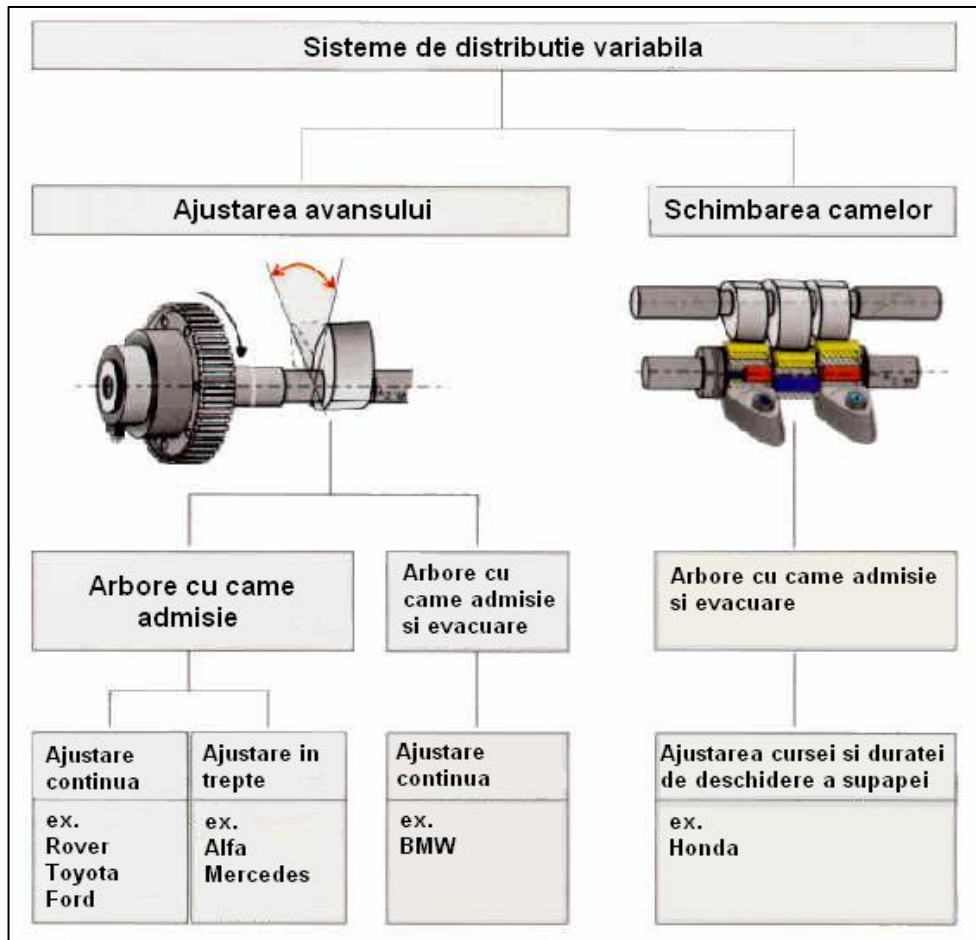 Sisteme de distributie variabila
Ajustarea avansului
Schimbarea camelor
Arbore cu came
admisie
Arbore cu
came admisie
si evacuare
Arbore cu came admisie
si evacuare
Ajustare
continua
ex.
Rover
Toyota
Ford
Ajustare in
trepte
ex.
Alfa
Mercedes
Ajustare
continua
ex.
BMW
Ajustarea cursei si duratei
de deschidere a supapei
ex.
Honda